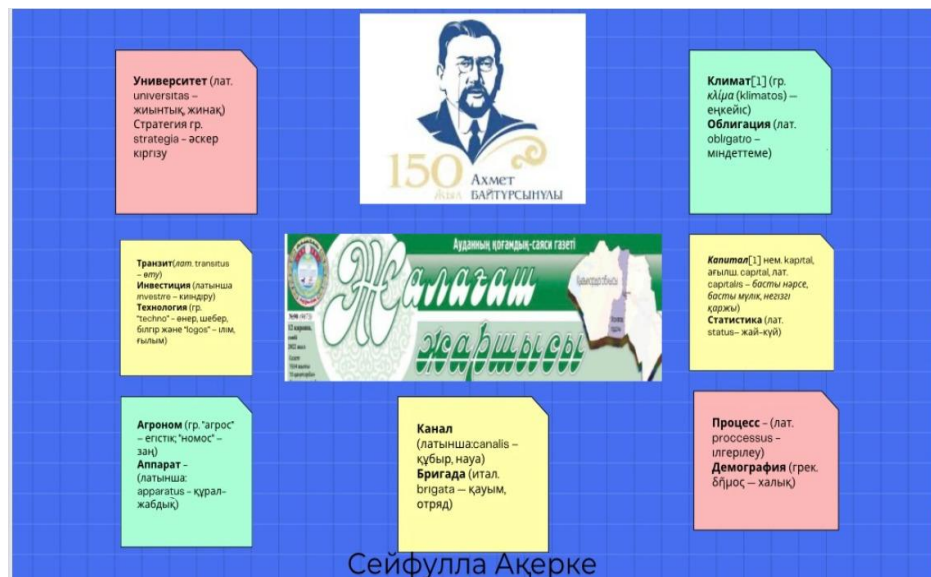 Университет (лат.
universitas –
жиынтық, жинақ)
Стратегия гр.
strategia - әскер
кіргізу
150
ЖЫЛ
Ахмет
БАЙТҰРСЫНҰЛЫ
Климат[1] (гр.
κλίμα (klimatos) —
еңкейіс)
Облигация (лат.
obligatio –
міндеттеме)
Транзит(лат. transitus
– өту)
Инвестиция (латынша
investire – киіндру)
Технология (гр.
"techno" - өнер, шебер,
білгір және "logos" - ілім,
ғылым)
Ауданның қоғамдық-саяси газеті
Жалағаш
жаршысы
Капитал[1] нем. kapital,
ағылш. capital, лат.
capitalis – басты нәрсе,
басты мүлік, негізгі
қаржы)
Статистика (лат.
status– жай-күй)
Агроном (гр. "агрос"
– егістік; "номос" –
заң)
Аппарат –
(латынша:
apparatus - құрал-
жабдық)
Канал
(латынша:canalis –
құбыр, науа)
Бригада (итал.
brigata — қауым,
отряд)
Процесс – (лат.
proccessus -
ілгерілеу)
Демография (грек.
δῆμος — халық)
Сейфулла Ақерке